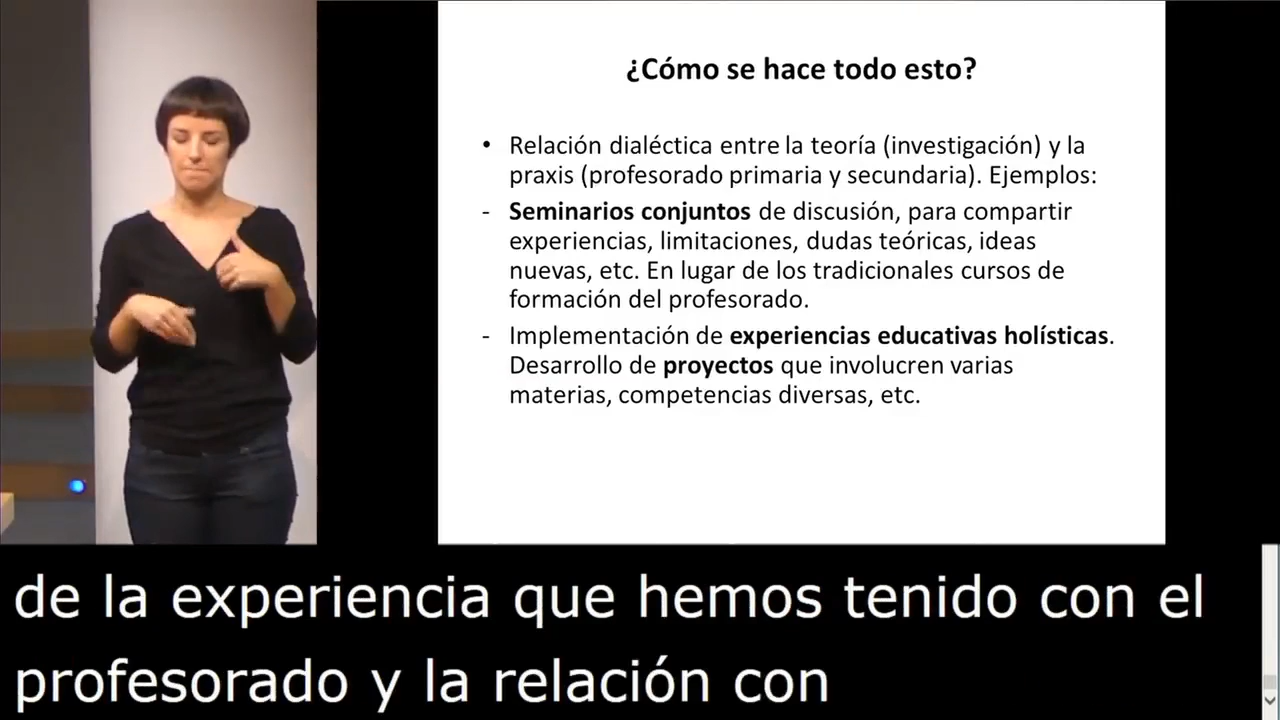 ¿Cómo se hace todo esto?
• Relación dialéctica entre la teoría (investigación) y la
praxis (profesorado primaria y secundaria). Ejemplos:
- Seminarios conjuntos de discusión, para compartir
experiencias, limitaciones, dudas teóricas, ideas
nuevas, etc. En lugar de los tradicionales cursos de
formación del profesorado.
- Implementación de experiencias educativas holísticas.
Desarrollo de proyectos que involucren varias
materias, competencias diversas, etc.
de la experiencia que hemos tenido con el
profesorado y la relación con